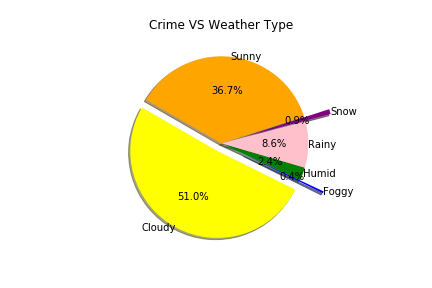 Crime VS Weather Type
Sunny
36.7%
Snow
0.9%
Rainy
8.6%
2.4%
Humid
0.4%
Foggy
51.0%
Cloudy